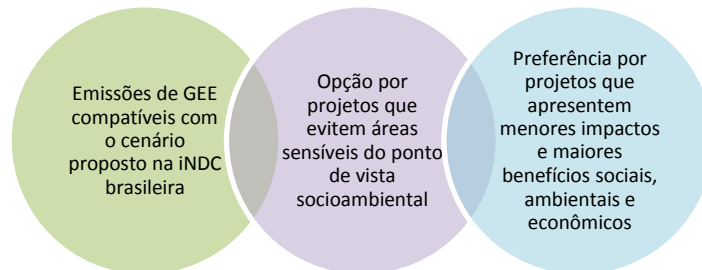 Emissões de GEE
compatíveis com
o cenário
proposto na iNDC
brasileira
Opção por
projetos que
evitem áreas
sensíveis do ponto
de vista
socioambiental
Preferência por
projetos que
apresentem
menores impactos
e maiores
benefícios sociais,
ambientais e
econômicos